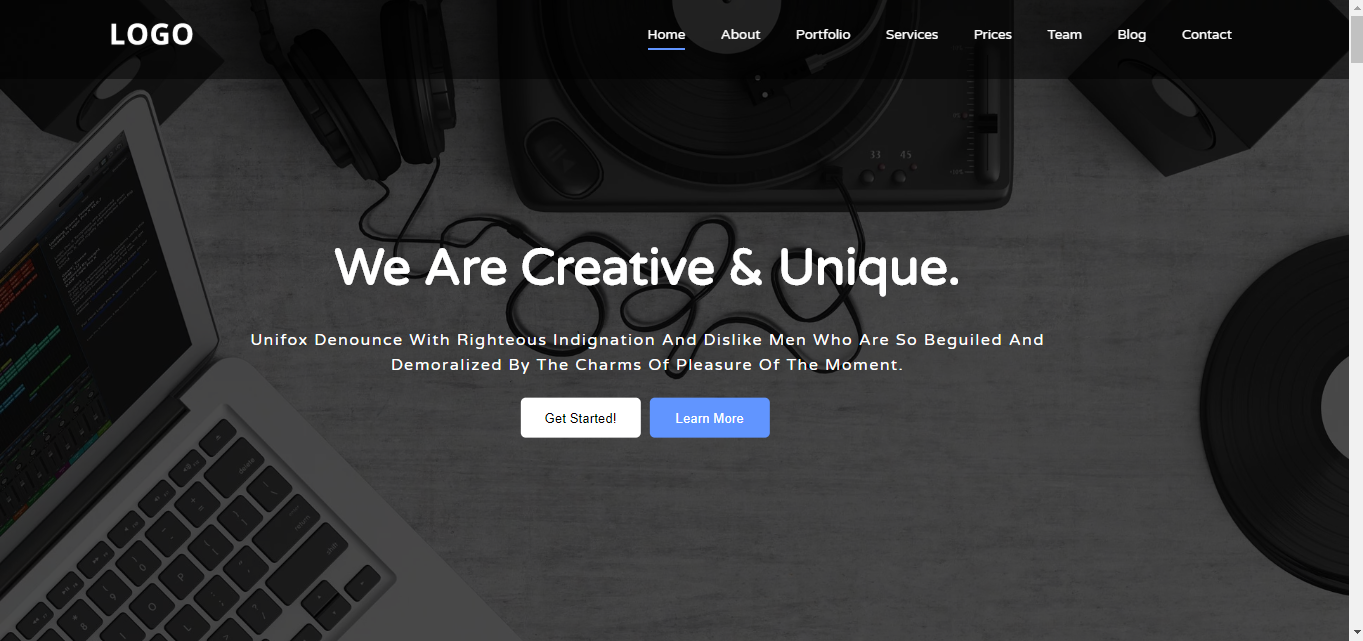 LOGO
Home About Portfolio Services Prices Team Blog Contact
33 45
We Are Creative & Unique.
Unifox Denounce With Righteous Indignation And Dislike Men Who Are So Beguiled And
Demoralized By The Charms Of Pleasure Of The Moment.
Get Started! Learn More